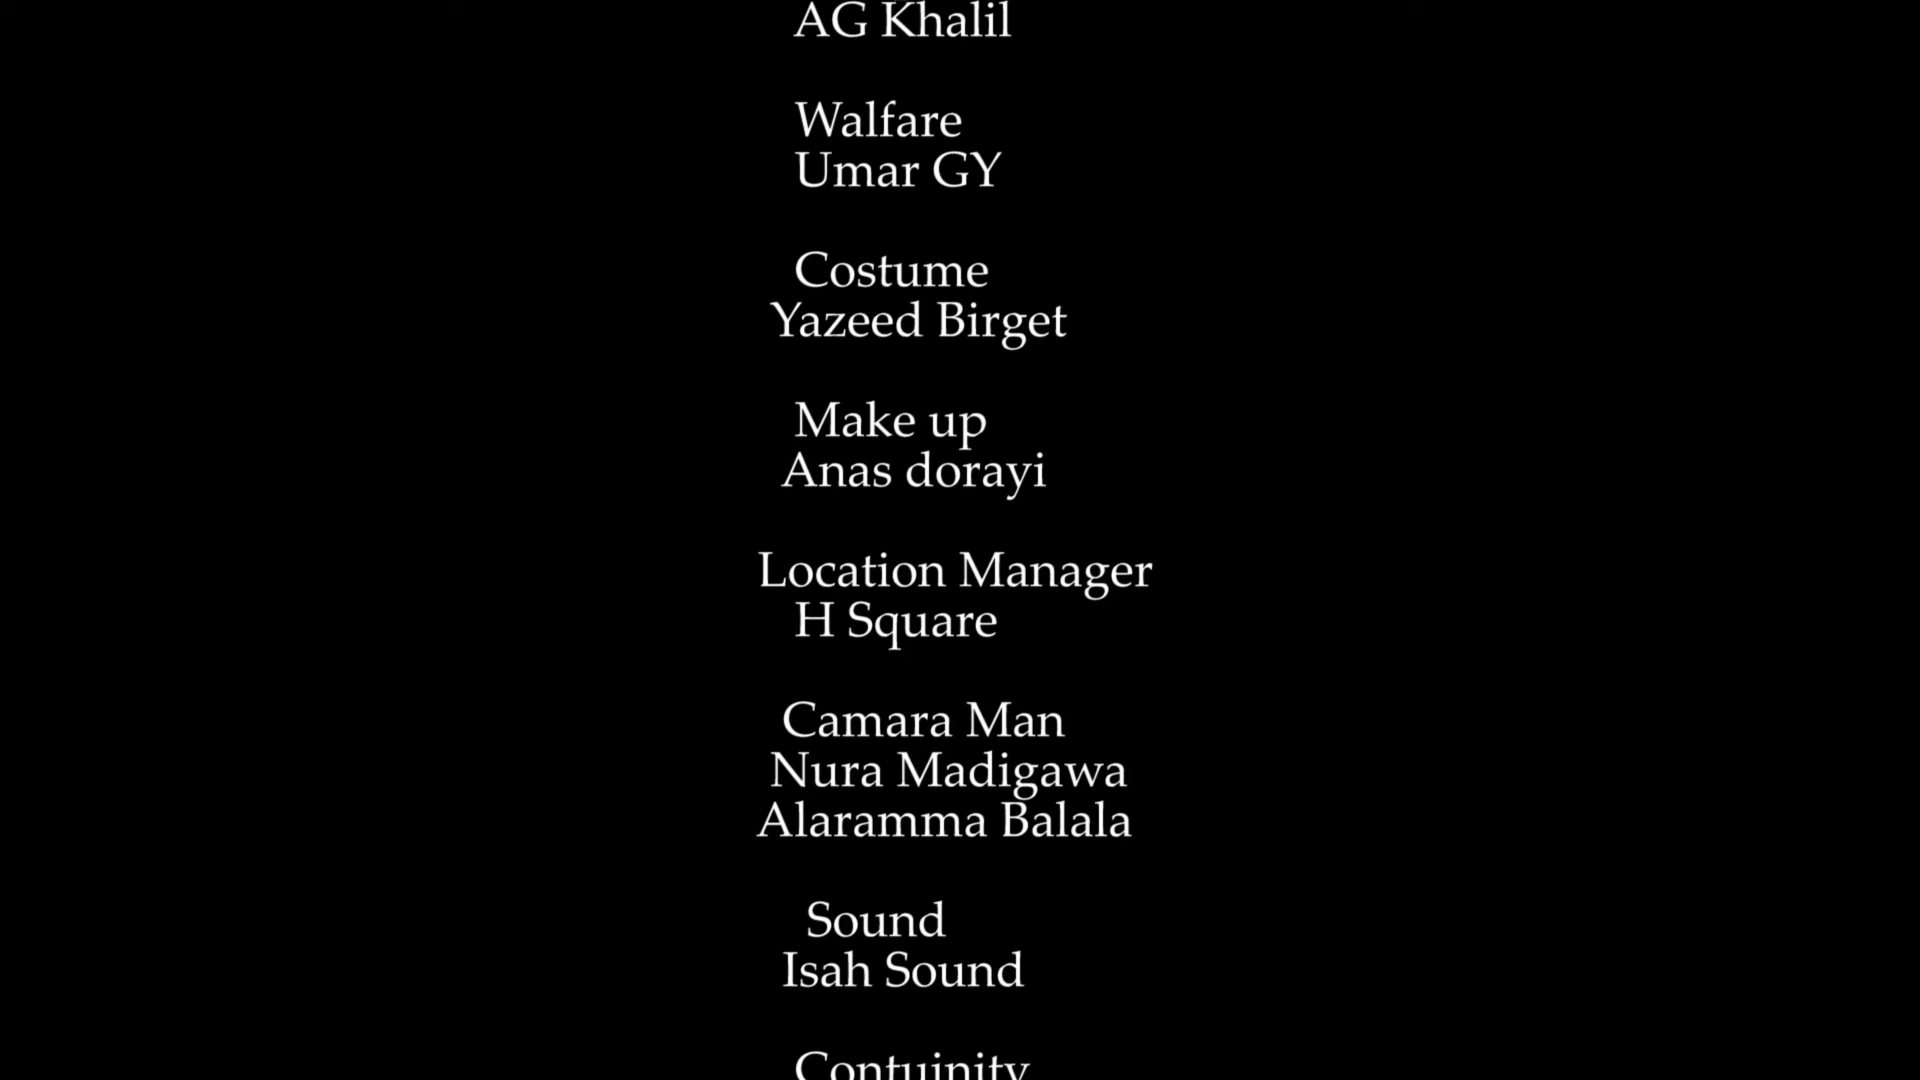 AG Khalil
Walfare
Umar GY
Costume
Yazeed Birget
Make up
Anas dorayi
Location Manager
H Square
Camara Man
Nura Madigawa
Alaramma Balala
Sound
Isah Sound
Contuinity